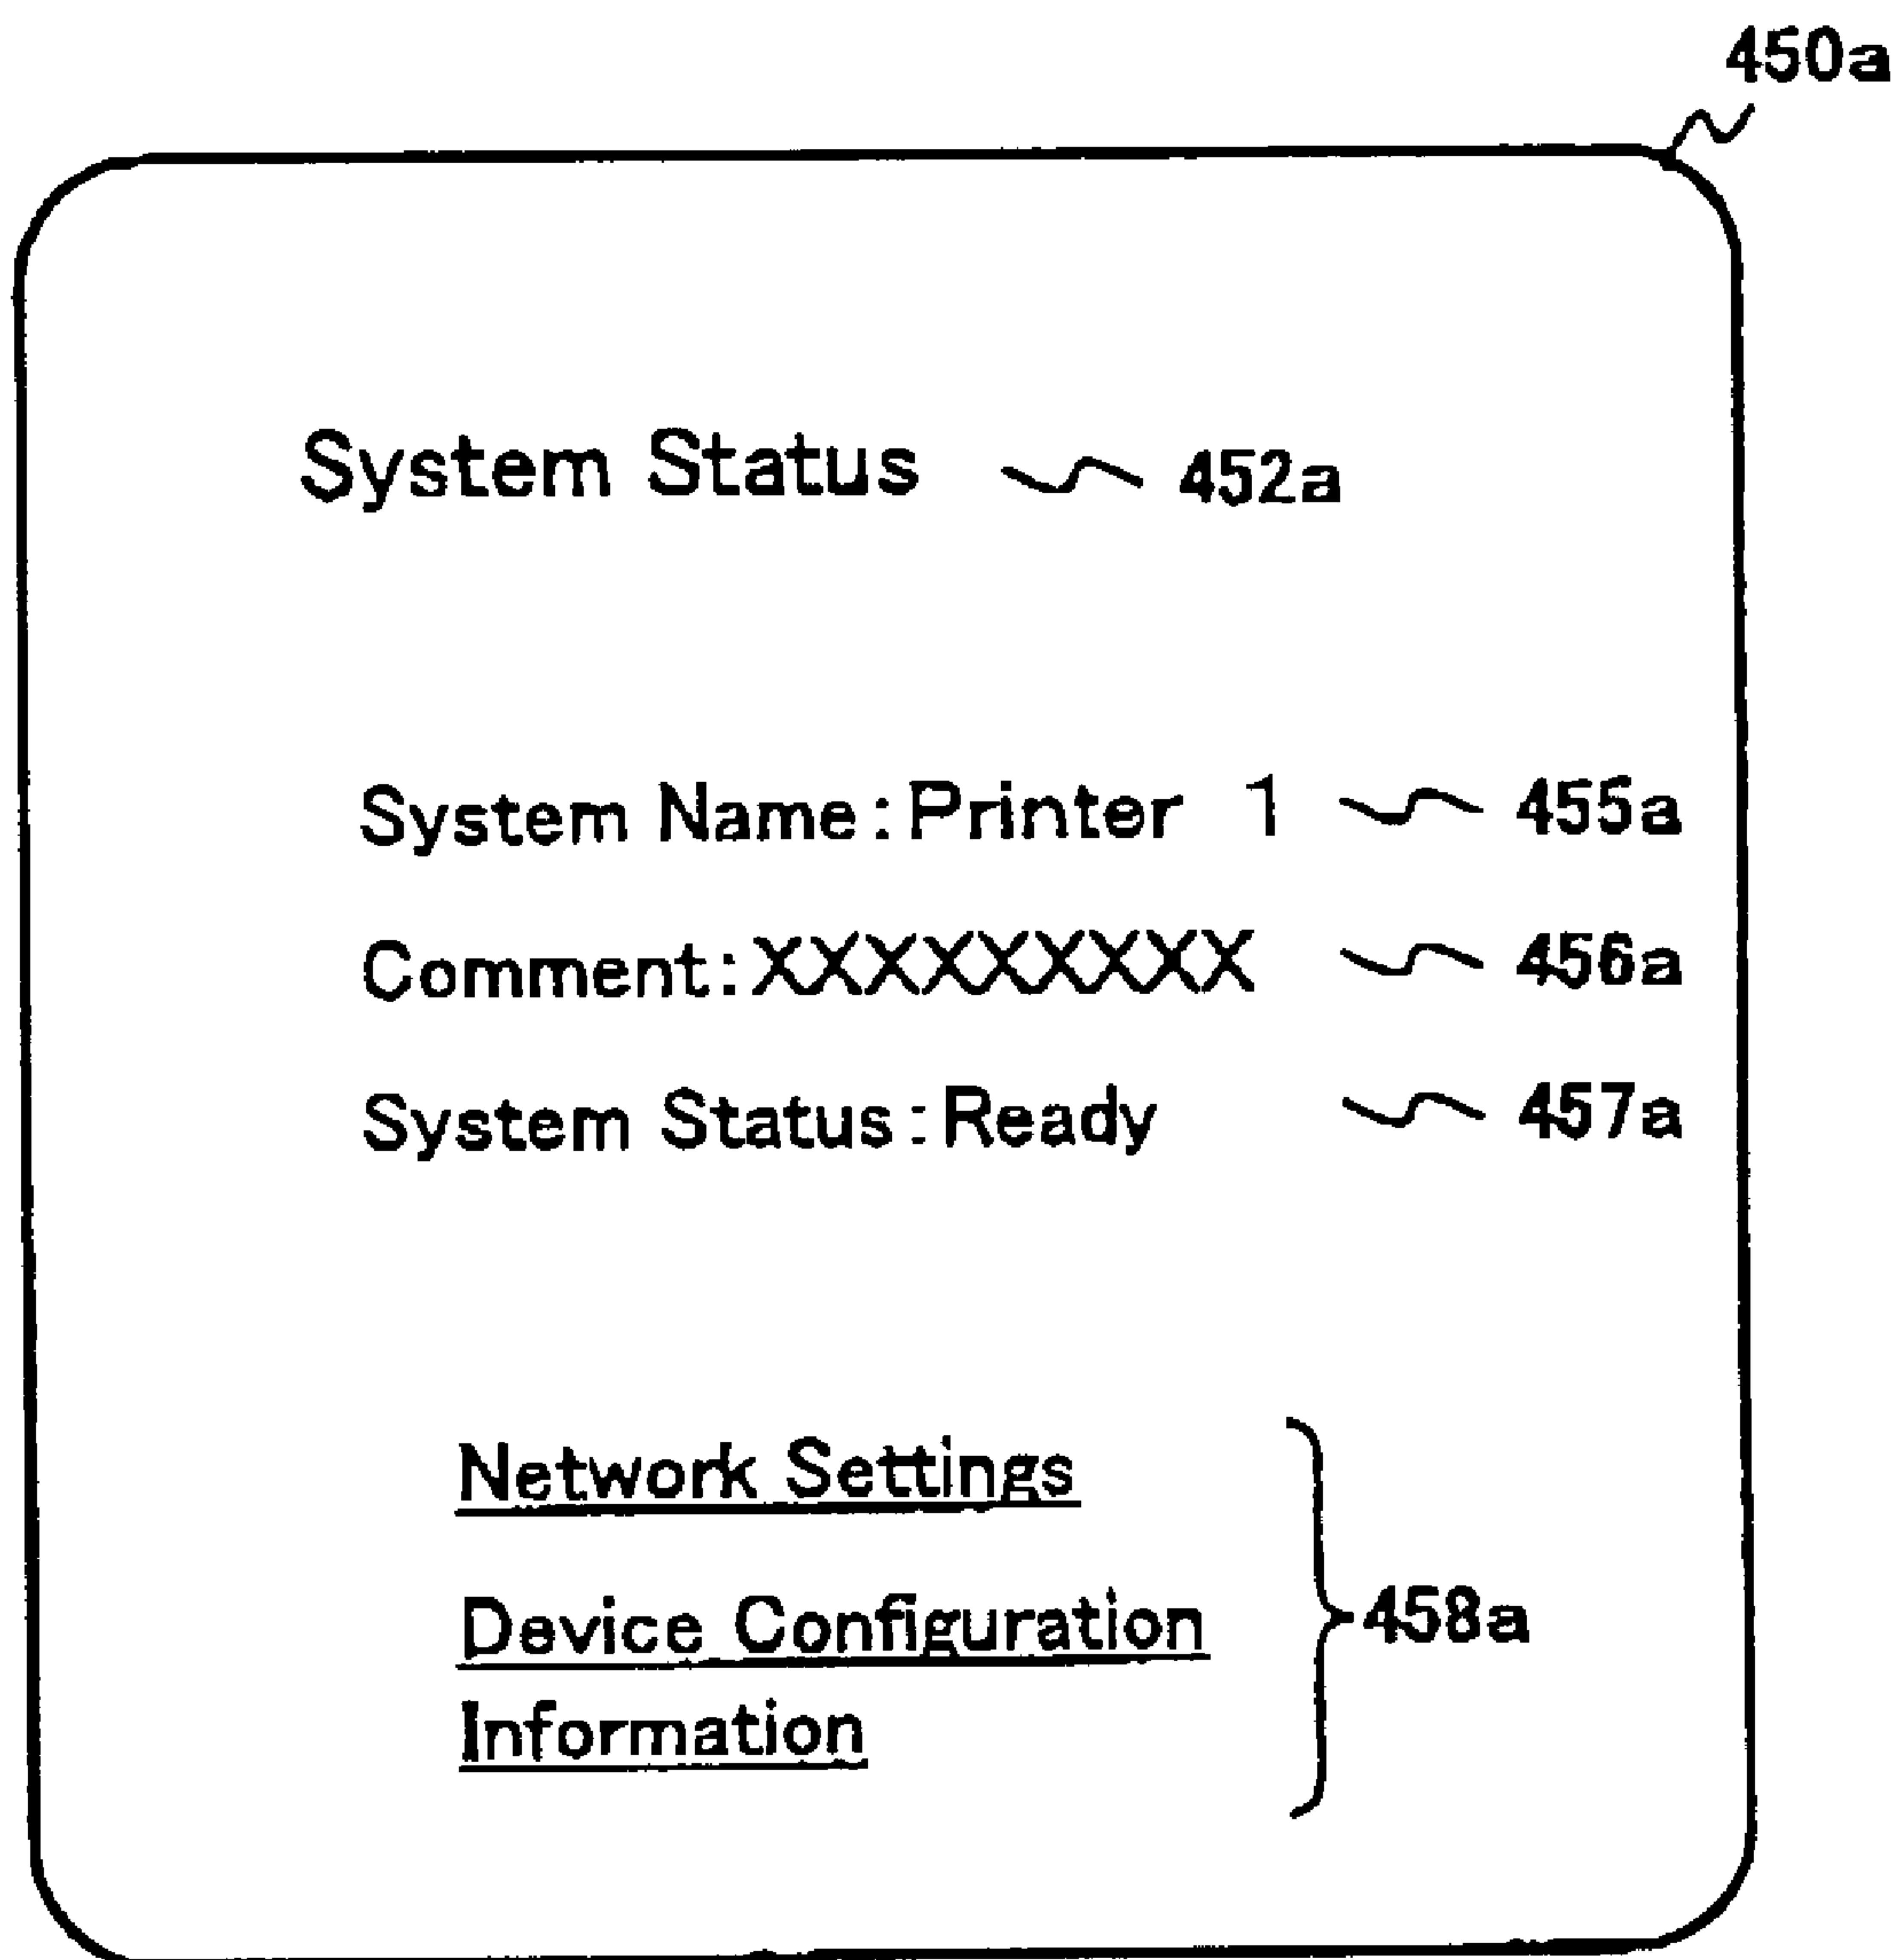 450a
System Status 452a
System Name:Printer 1 455a
Comment:XXXXXXXXX 456a
System Status:Ready 457a
Network Settings
Device Configuration 458a
Information